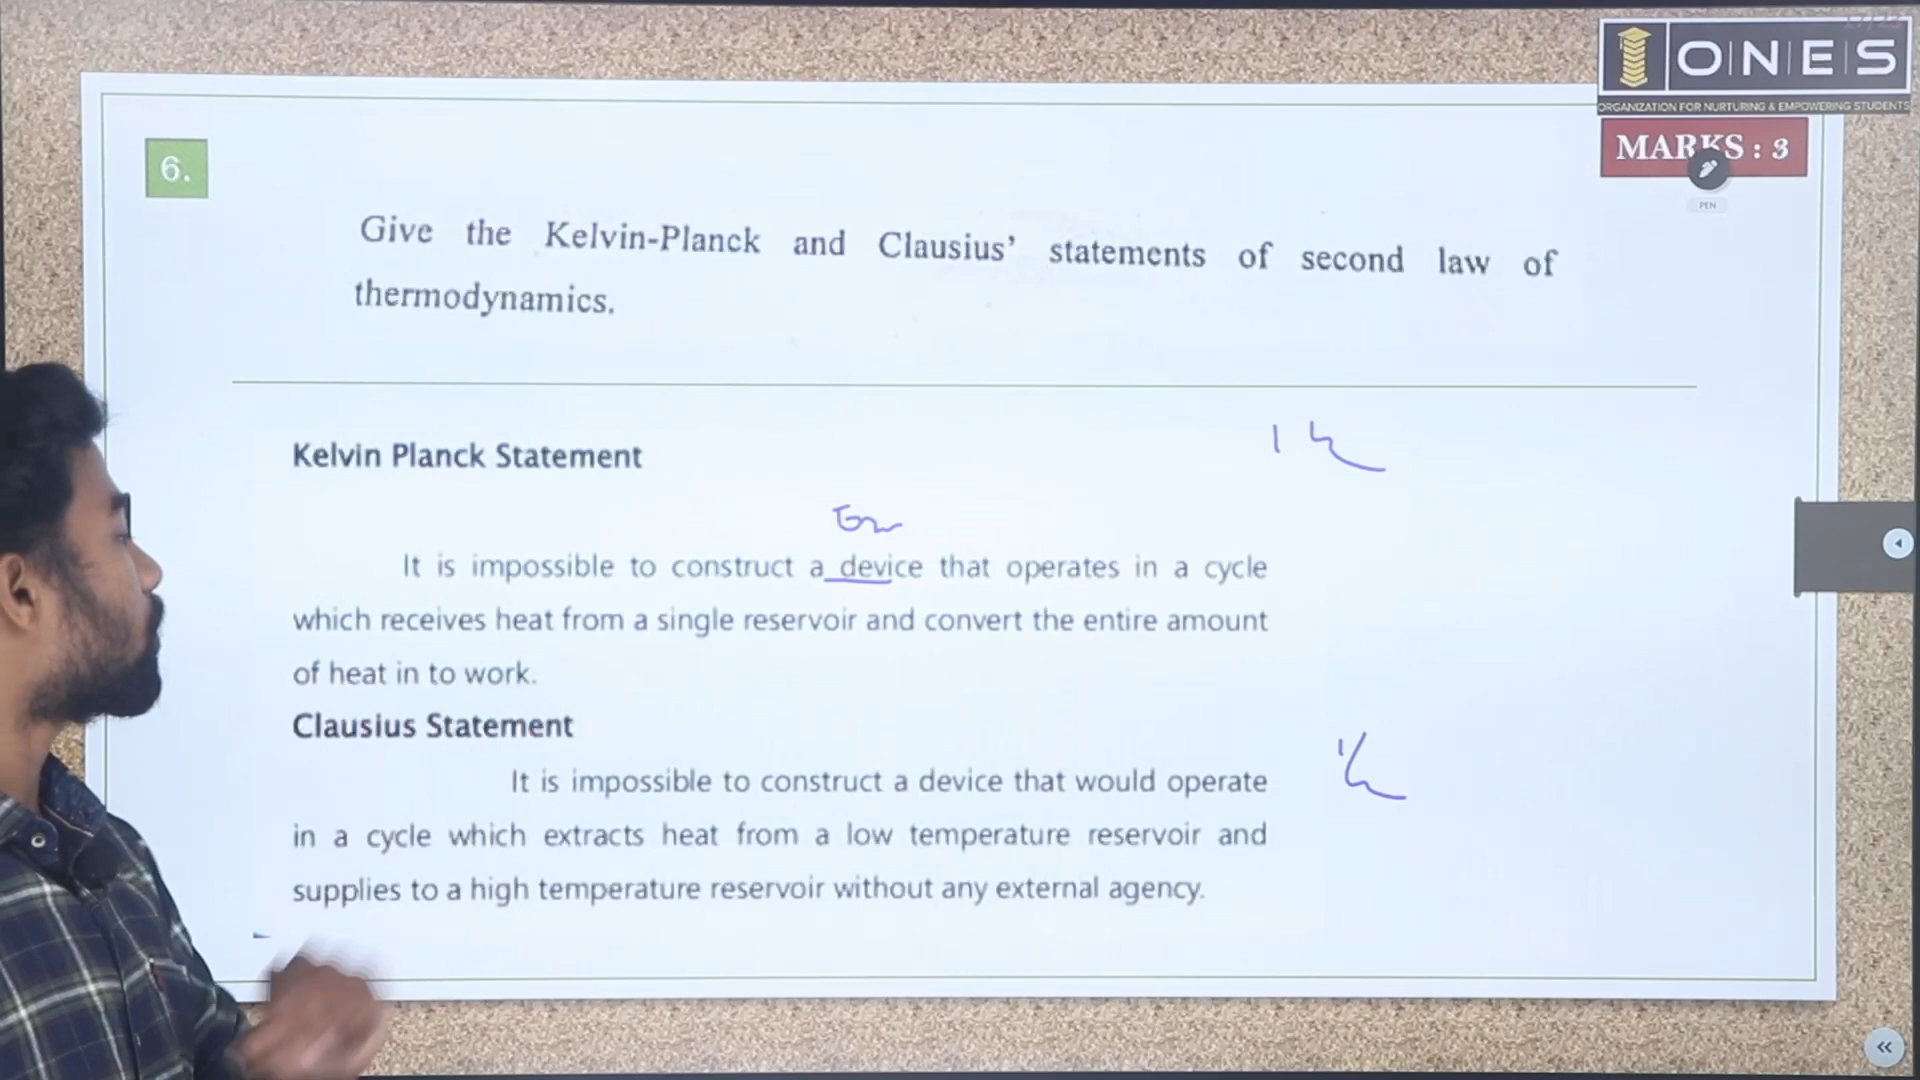 ONES
ORGANIZATION FOR NURTURING & EMPOWERING STUDENTS
MARKS : 3
PEN
6.
Give the Kelvin-Planck and Clausius' statements of second law of
thermodynamics.
Kelvin Planck Statement
It is impossible to construct a device that operates in a cycle
which receives heat from a single reservoir and convert the entire amount
of heat in to work.
Clausius Statement
It is impossible to construct a device that would operate
in a cycle which extracts heat from a low temperature reservoir and
supplies to a high temperature reservoir without any external agency.